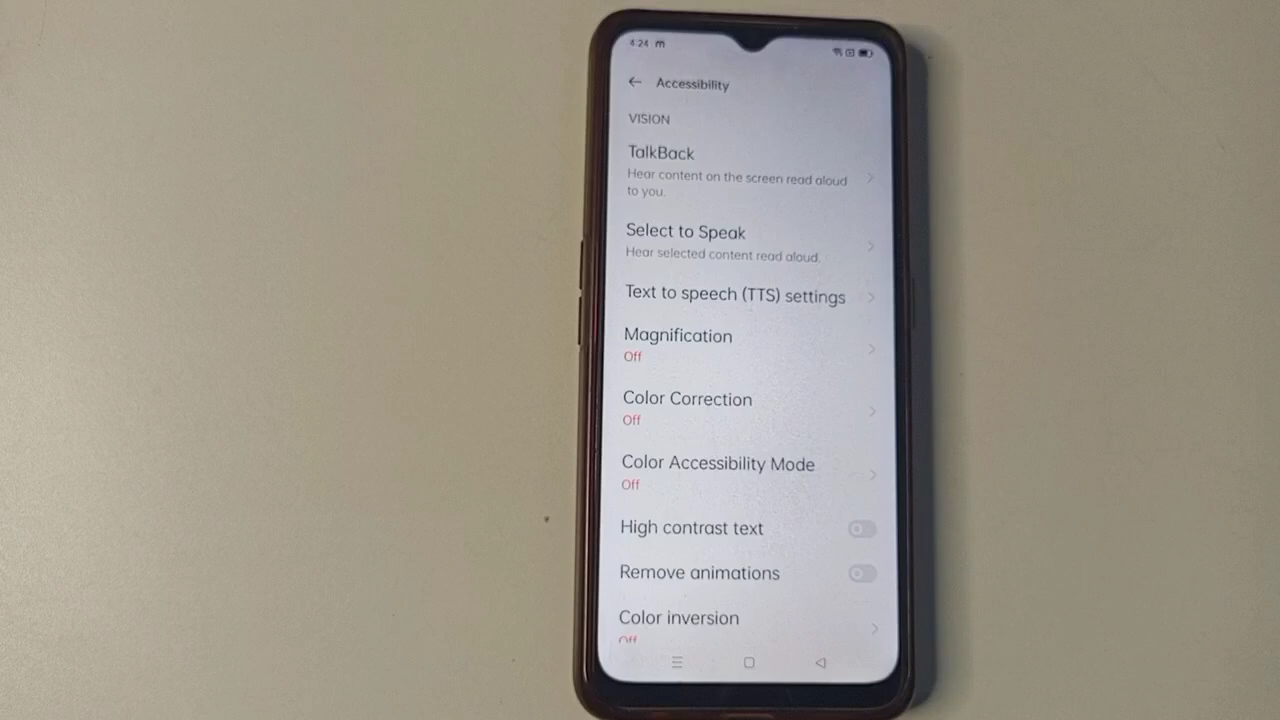 4:24 m
Accessibility
VISION
TalkBack
Hear content on the screen read aloud
to you.
Select to Speak
Hear selected content read aloud.
Text to speech (TTS) settings
Magnification
Off
Color Correction
Off
Color Accessibility Mode
Off
High contrast text
Remove animations
Color inversion
Off